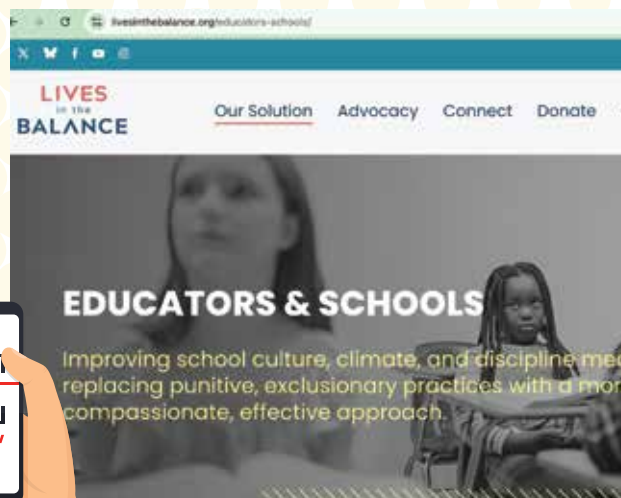 livesinthebalance.org/educators-schools/
LIVES
in the
BALANCE
Our Solution Advocacy Connect Donate
EDUCATORS & SCHOOLS
Improving school culture, climate, and discipline
replacing punitive, exclusionary practices with a
compassionate, effective approach.